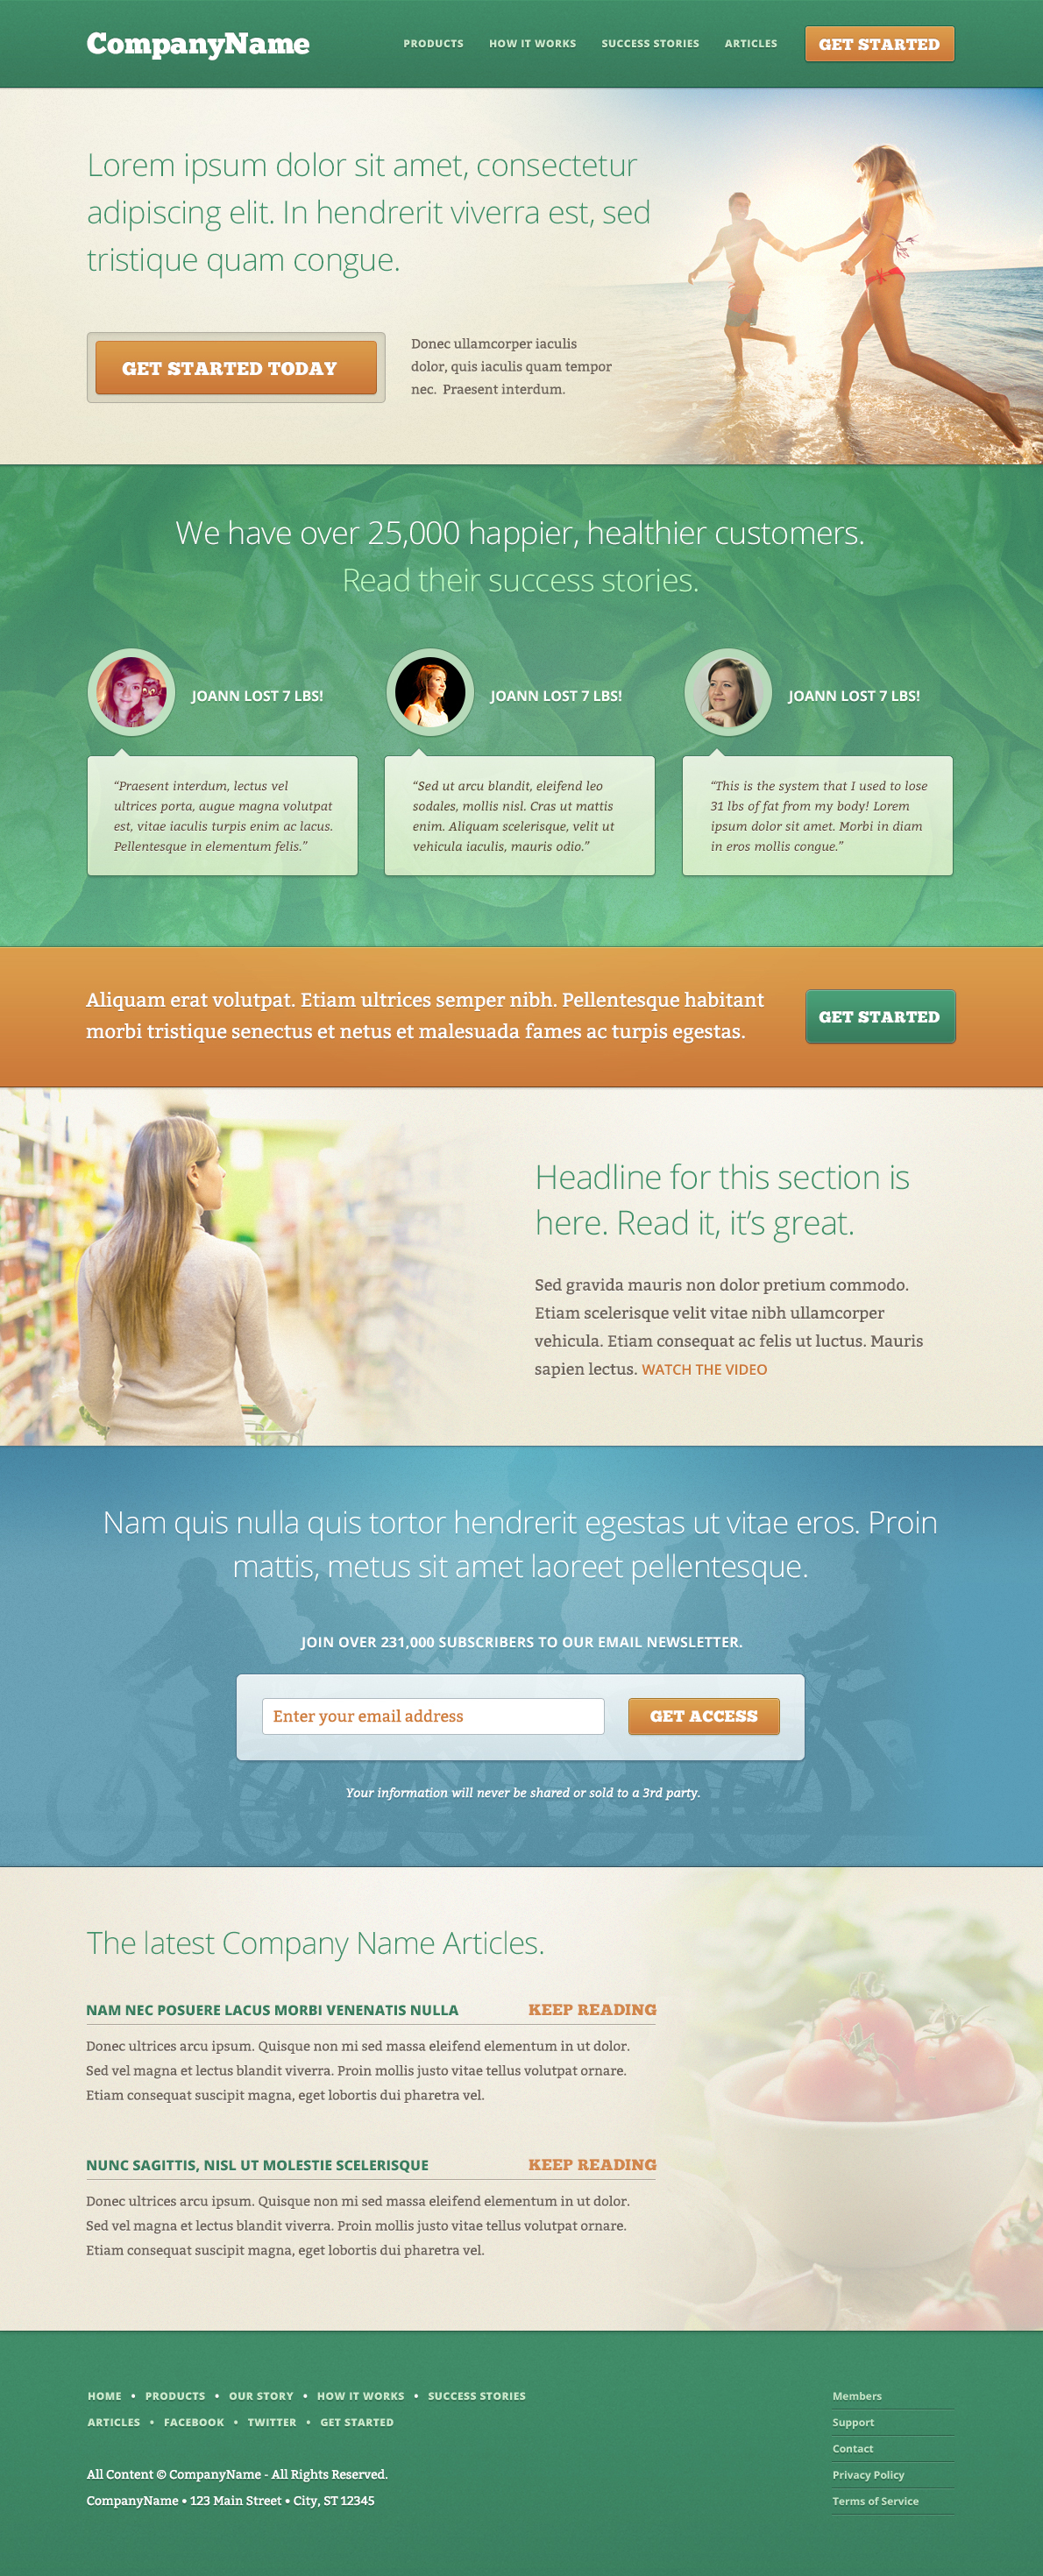 CompanyName
PRODUCTS HOW IT WORKS SUCCESS STORIES ARTICLES GET STARTED
Lorem ipsum dolor sit amet, consectetur
adipiscing elit. In hendrerit viverra est, sed
tristique quam congue.
GET STARTED TODAY
Donec ullamcorper iaculis
dolor, quis iaculis quam tempor
nec. Praesent interdum.
We have over 25,000 happier, healthier customers.
Read their success stories.
JOANN LOST 7 LBS!
“Praesent interdum, lectus vel
ultrices porta, augue magna volutpat
est, vitae iaculis turpis enim ac lacus.
Pellentesque in elementum felis.”
JOANN LOST 7 LBS!
“Sed ut arcu blandit, eleifend leo
sodales, mollis nisl. Cras ut mattis
enim. Aliquam scelerisque, velit ut
vehicula iaculis, mauris odio.”
JOANN LOST 7 LBS!
“This is the system that I used to lose
31 lbs of fat from my body! Lorem
ipsum dolor sit amet. Morbi in diam
in eros mollis congue.”
Aliquam erat volutpat. Etiam ultrices semper nibh. Pellentesque habitant
morbi tristique senectus et netus et malesuada fames ac turpis egestas.
GET STARTED
Headline for this section is
here. Read it, it’s great.
Sed gravida mauris non dolor pretium commodo.
Etiam scelerisque velit vitae nibh ullamcorper
vehicula. Etiam consequat ac felis ut luctus. Mauris
sapien lectus. WATCH THE VIDEO
Nam quis nulla quis tortor hendrerit egestas ut vitae eros. Proin
mattis, metus sit amet laoreet pellentesque.
JOIN OVER 231,000 SUBSCRIBERS TO OUR EMAIL NEWSLETTER.
Enter your email address
GET ACCESS
Your information will never be shared or sold to a 3rd party.
The latest Company Name Articles.
NAM NEC POSUERE LACUS MORBI VENENATIS NULLA KEEP READING
Donec ultrices arcu ipsum. Quisque non mi sed massa eleifend elementum in ut dolor.
Sed vel magna et lectus blandit viverra. Proin mollis justo vitae tellus volutpat ornare.
Etiam consequat suscipit magna, eget lobortis dui pharetra vel.
NUNC SAGITTIS, NISL UT MOLESTIE SCELERISQUE KEEP READING
Donec ultrices arcu ipsum. Quisque non mi sed massa eleifend elementum in ut dolor.
Sed vel magna et lectus blandit viverra. Proin mollis justo vitae tellus volutpat ornare.
Etiam consequat suscipit magna, eget lobortis dui pharetra vel.
HOME • PRODUCTS • OUR STORY • HOW IT WORKS • SUCCESS STORIES
ARTICLES • FACEBOOK • TWITTER • GET STARTED
All Content © CompanyName - All Rights Reserved.
CompanyName • 123 Main Street • City, ST 12345
Members
Support
Contact
Privacy Policy
Terms of Service